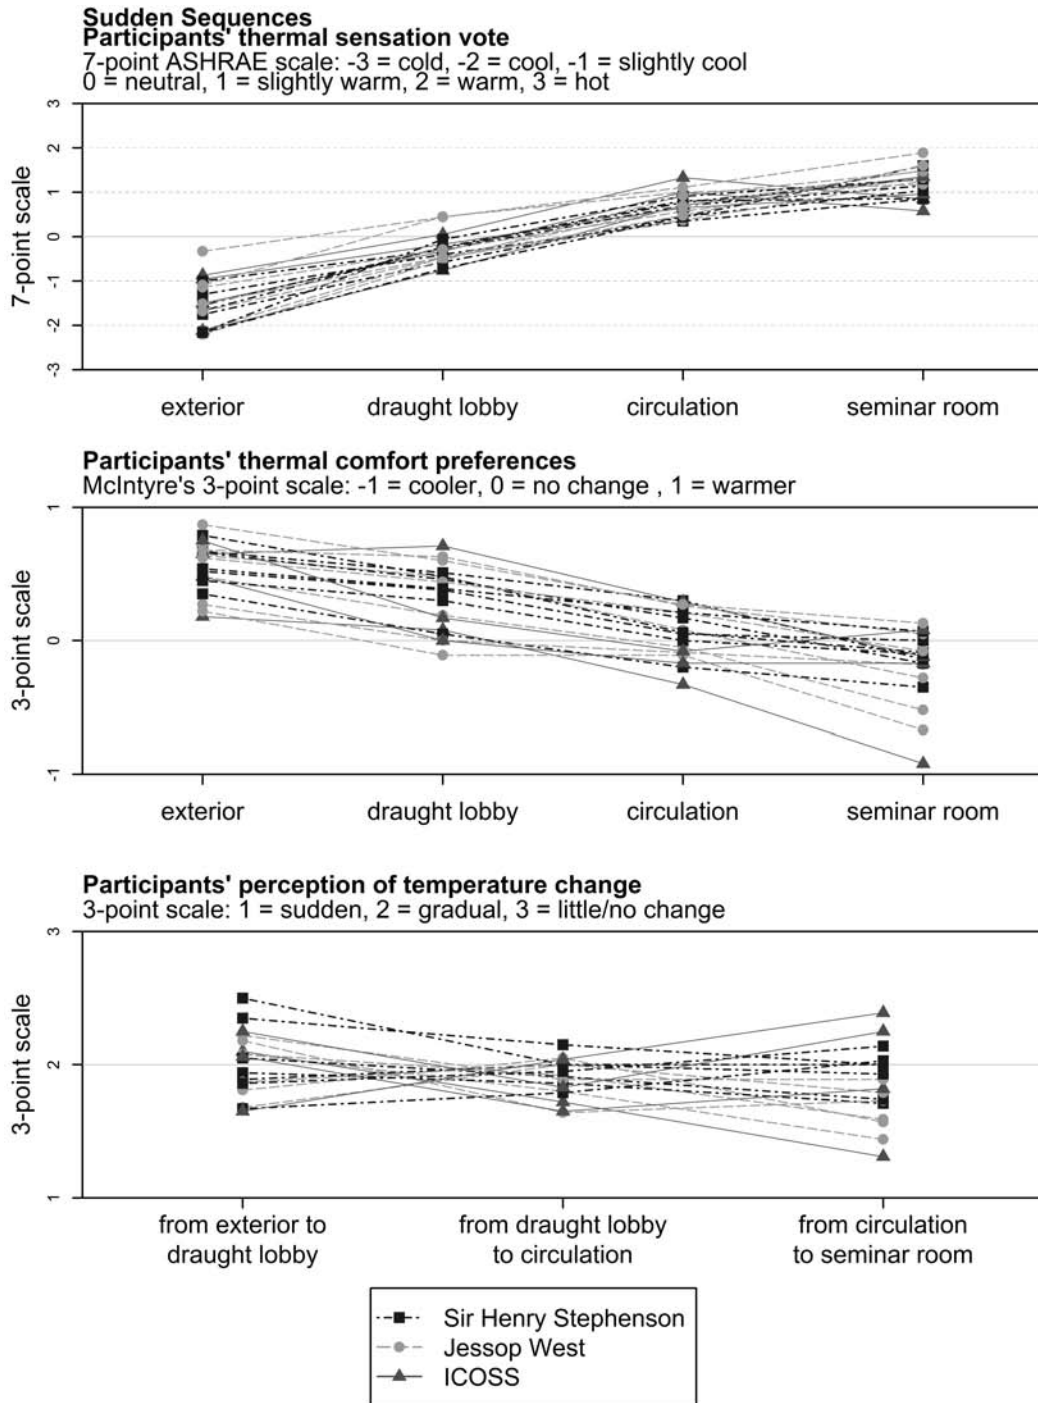 Sudden Sequences
Participants' thermal sensation vote
7-point ASHRAE scale: -3 = cold, -2 = cool, -1 = slightly cool
0 = neutral, 1 = slightly warm, 2 = warm, 3 = hot
7-point scale
3
2
1
0
-1
-2
-3
exterior
draught lobby
circulation
seminar room
Participants' thermal comfort preferences
McIntyre's 3-point scale: -1 = cooler, 0 = no change , 1 = warmer
3-point scale
1
0
-1
exterior
draught lobby
circulation
seminar room
Participants' perception of temperature change
3-point scale: 1 = sudden, 2 = gradual, 3 = little/no change
3-point scale
3
2
1
from exterior to
draught lobby
from draught lobby
to circulation
from circulation
to seminar room
Sir Henry Stephenson
Jessop West
ICOSS